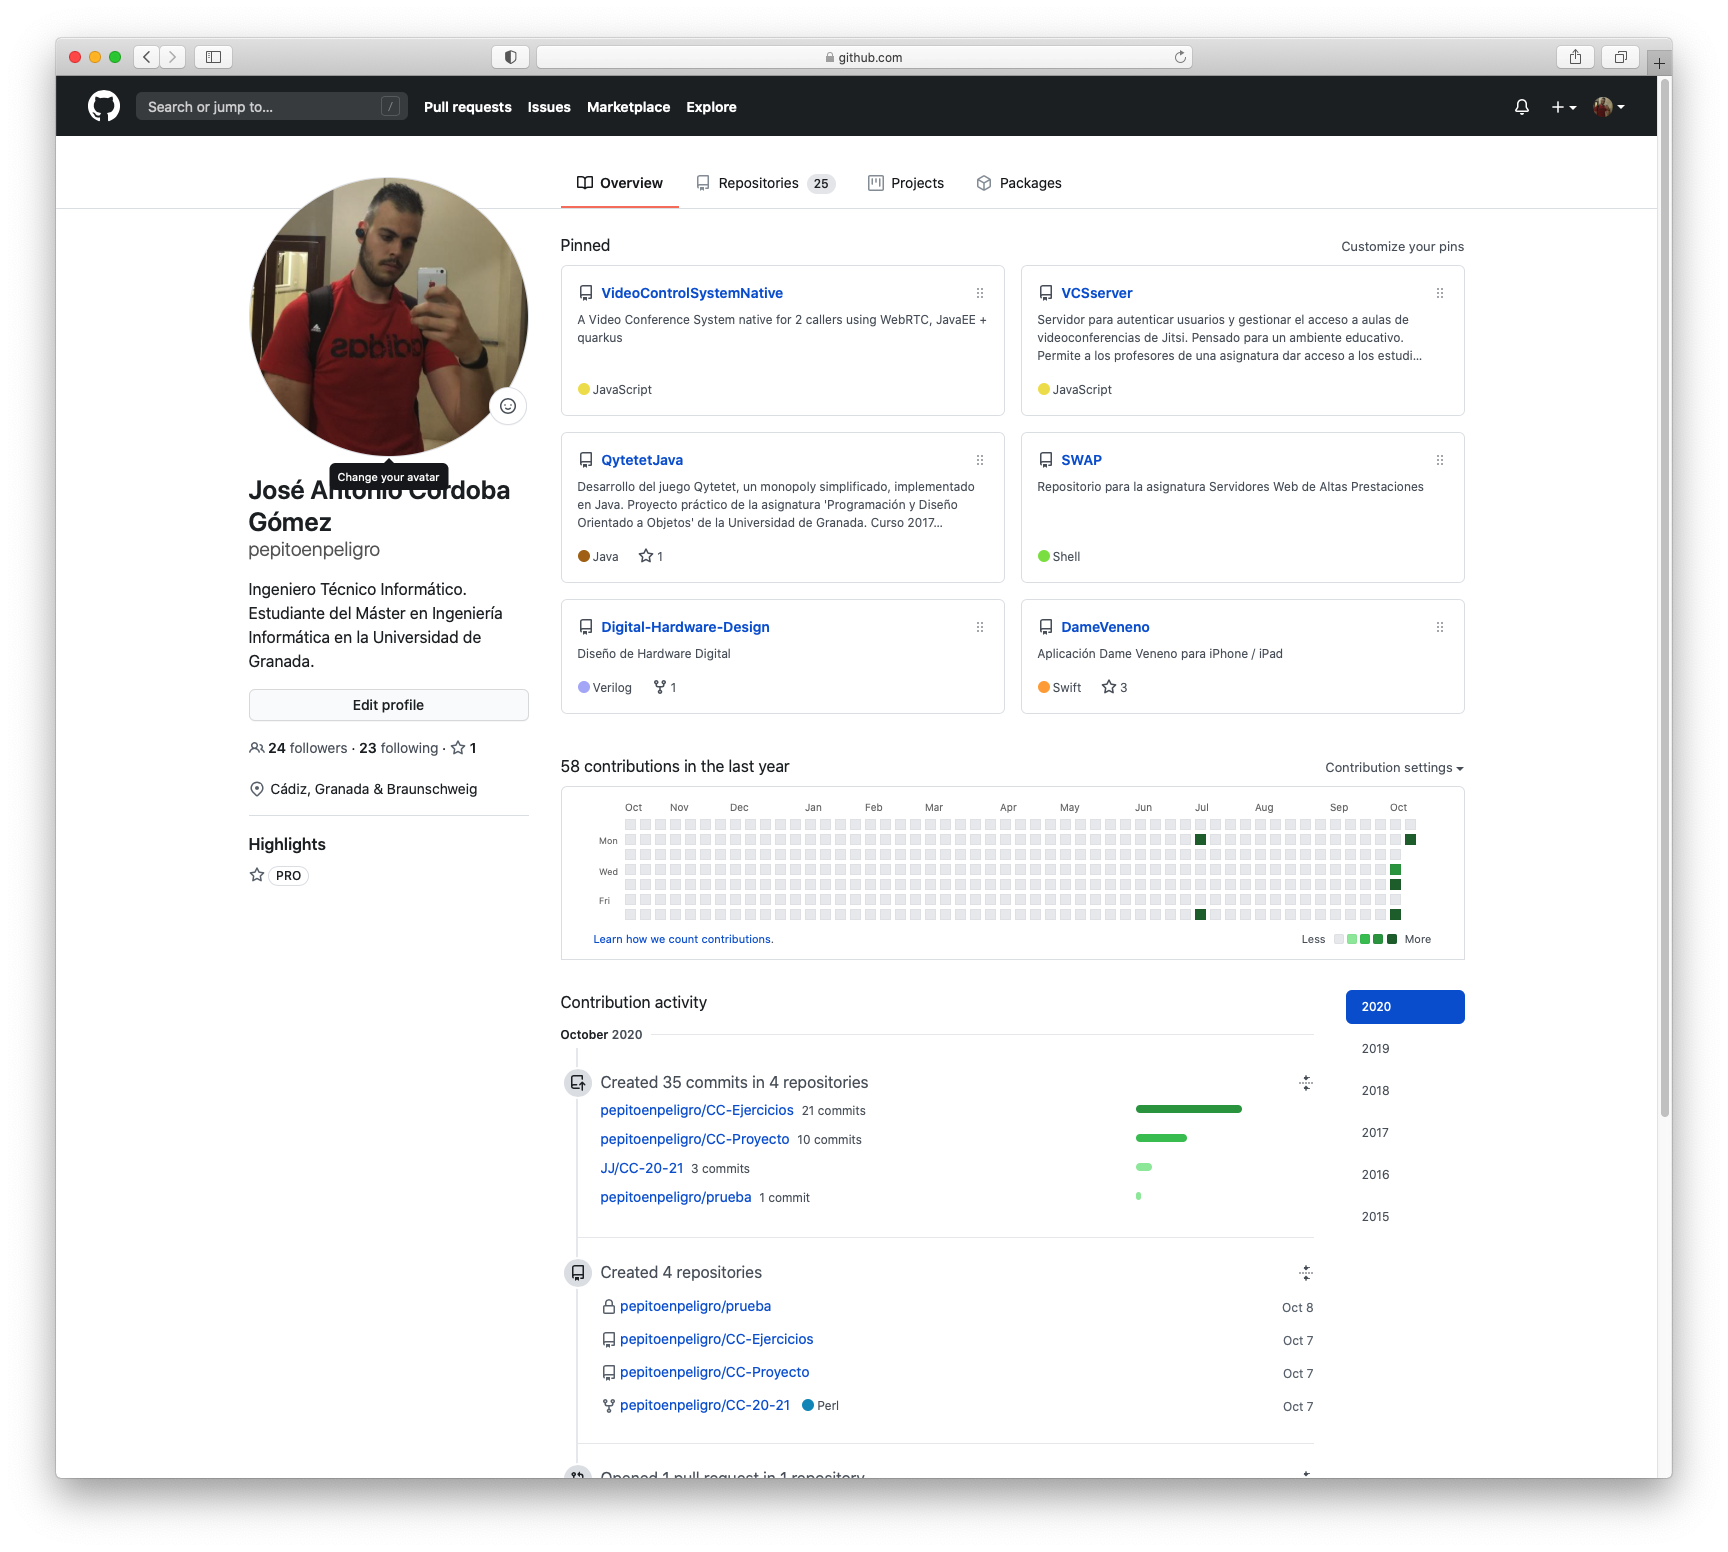 github.com
Search or jump to... /
Pull requests Issues Marketplace Explore
Overview Repositories 25 Projects Packages
adidas
Change your avatar
José Antonio Córdoba
Gómez
pepitoenpeligro
Ingeniero Técnico Informático.
Estudiante del Máster en Ingeniería
Informática en la Universidad de
Granada.
Edit profile
24 followers · 23 following · 1
Cádiz, Granada & Braunschweig
Highlights
PRO
Pinned
Customize your pins
VideoControlSystemNative
A Video Conference System native for 2 callers using WebRTC, JavaEE +
quarkus
JavaScript
VCSserver
Servidor para autenticar usuarios y gestionar el acceso a aulas de
videoconferencias de Jitsi. Pensado para un ambiente educativo.
Permite a los profesores de una asignatura dar acceso a los estudi...
JavaScript
QytetetJava
Desarrollo del juego Qytetet, un monopoly simplificado, implementado
en Java. Proyecto práctico de la asignatura 'Programación y Diseño
Orientado a Objetos' de la Universidad de Granada. Curso 2017...
Java 1
SWAP
Repositorio para la asignatura Servidores Web de Altas Prestaciones
Shell
Digital-Hardware-Design
Diseño de Hardware Digital
Verilog 1
DameVeneno
Aplicación Dame Veneno para iPhone / iPad
Swift 3
58 contributions in the last year
Contribution settings
Oct Nov Dec Jan Feb Mar Apr May Jun Jul Aug Sep Oct
Mon
Wed
Fri
Learn how we count contributions.
Less More
Contribution activity
October 2020
Created 35 commits in 4 repositories
pepitoenpeligro/CC-Ejercicios 21 commits
pepitoenpeligro/CC-Proyecto 10 commits
JJ/CC-20-21 3 commits
pepitoenpeligro/prueba 1 commit
Created 4 repositories
pepitoenpeligro/prueba Oct 8
pepitoenpeligro/CC-Ejercicios Oct 7
pepitoenpeligro/CC-Proyecto Oct 7
pepitoenpeligro/CC-20-21 Perl Oct 7
Opened 1 pull request in 1 repository
2020
2019
2018
2017
2016
2015